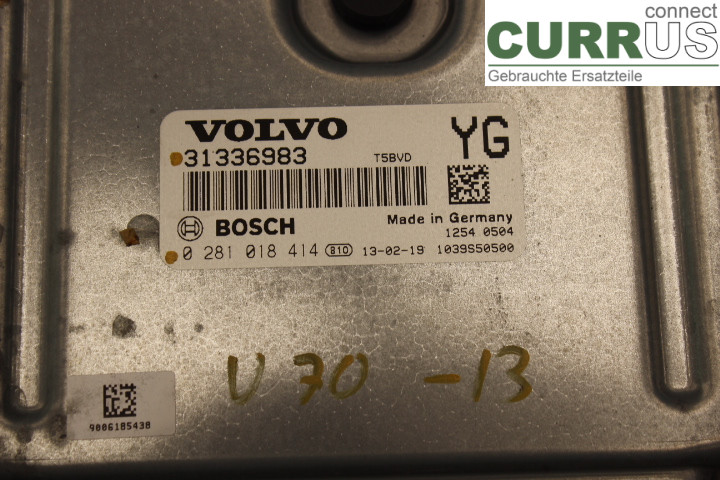 connect
CURRUS
Gebrauchte Ersatzteile
VOLVO
YG
31336983
T5BVD
BOSCH
Made in Germany
1254 0504
0 281 018 414 B10 13-02-19 1039S50500
V70 -13
9006185438